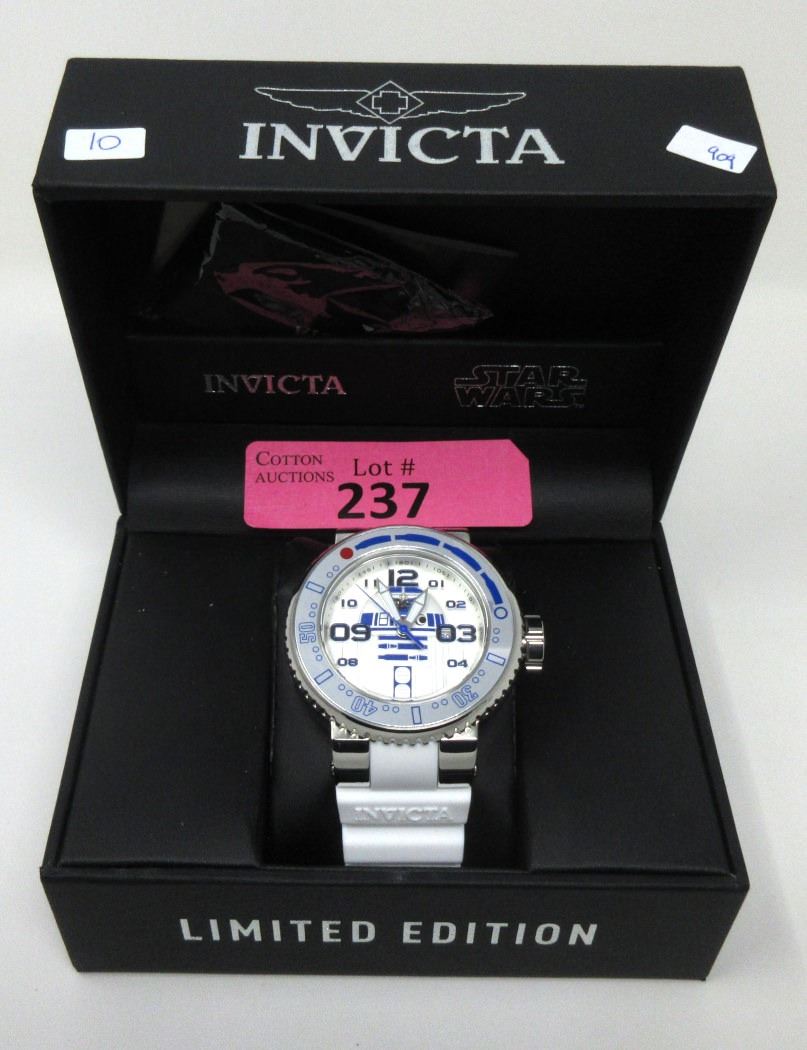 10
INVICTA
909
INVICTA
STAR
WARS
COTTON
AUCTIONS
Lot #
237
12
11
01
10
02
09
03
08
04
50
40
30
INVICTA
LIMITED EDITION